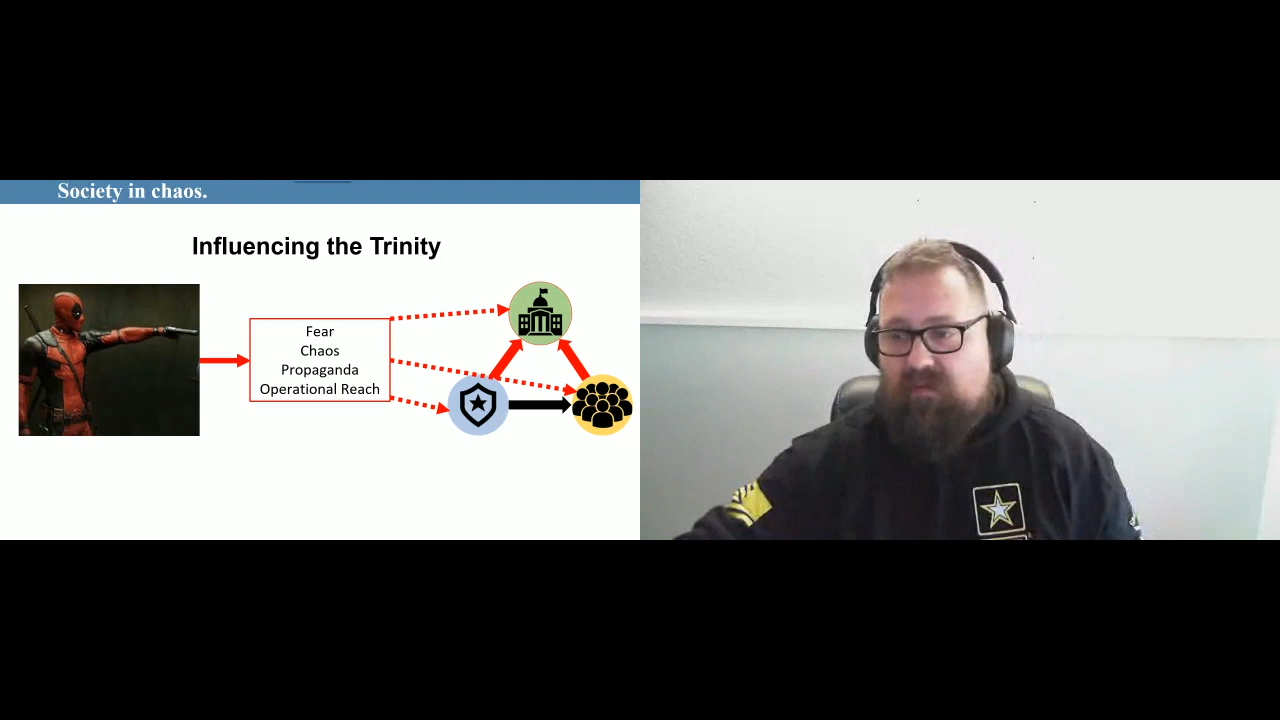 Society in chaos.
Influencing the Trinity
Fear
Chaos
Propaganda
Operational Reach